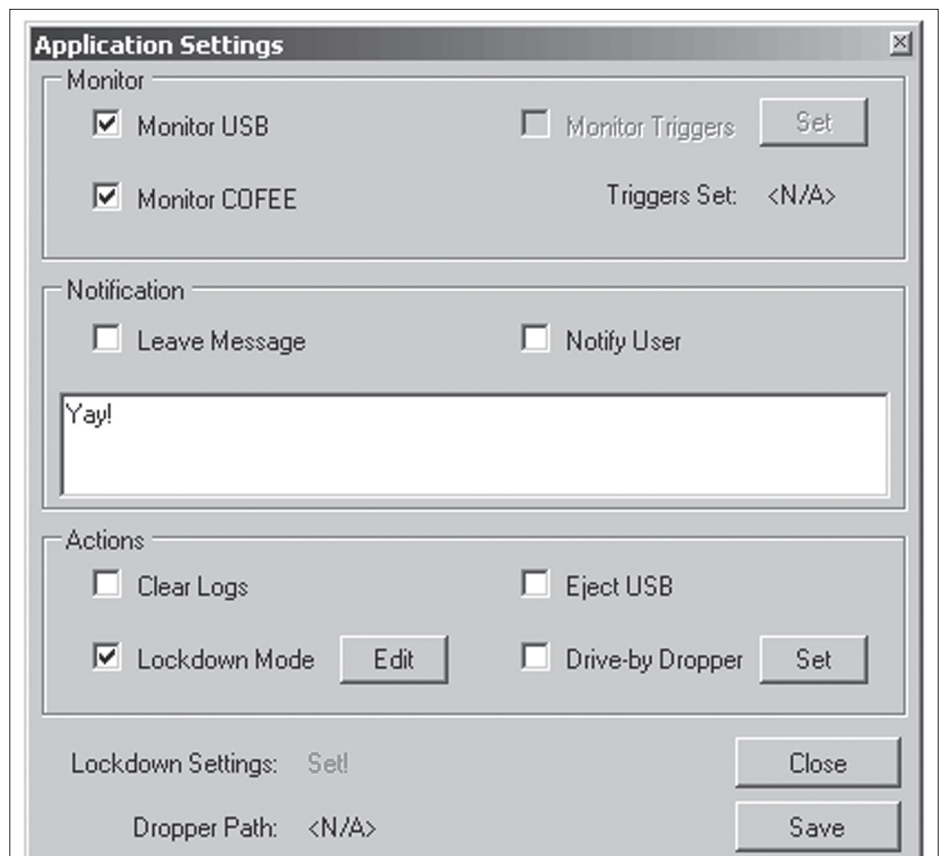 Application Settings
Monitor
Monitor USB
Monitor Triggers
Set
Monitor COFEE
Triggers Set: <N/A>
Notification
Leave Message
Notify User
Yay!
Actions
Clear Logs
Eject USB
Lockdown Mode
Edit
Drive-by Dropper
Set
Lockdown Settings: Set!
Close
Dropper Path: <N/A>
Save